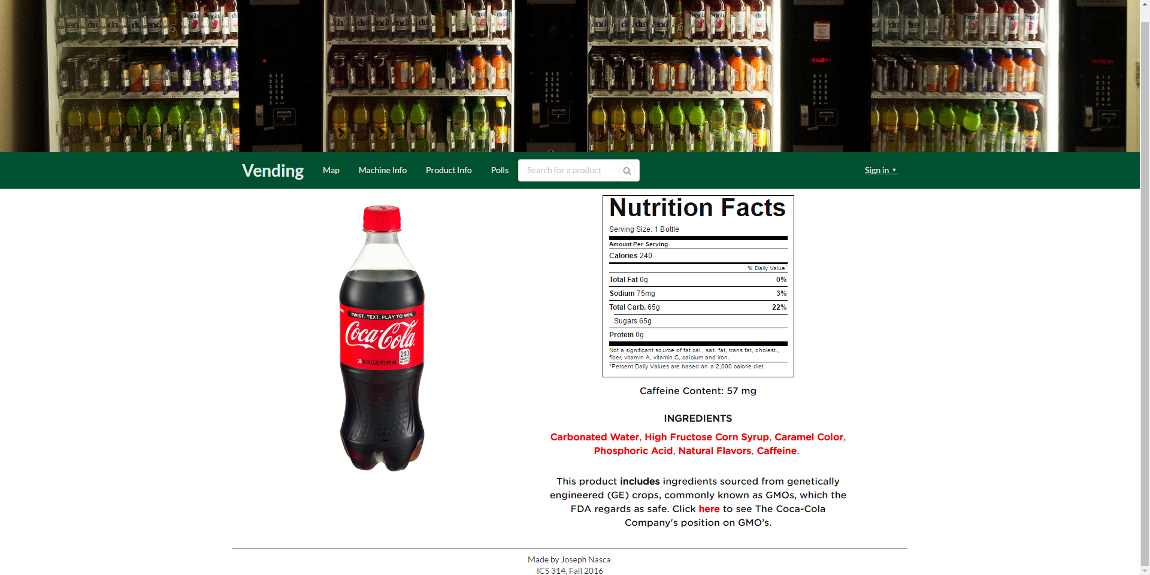 Vending
Map
Machine Info
Product Info
Polls
Search for a product
Sign in
TWIST. TEXT. PLAY TO WIN.
Coca-Cola
240
Nutrition Facts
Serving Size: 1 Bottle
Amount Per Serving
Calories 240
% Daily Value
Total Fat 0g 0%
Sodium 75mg 3%
Total Carb. 65g 22%
Sugars 65g
Protein 0g
Not a significant source of fat cal., sat. fat, trans fat, cholest.,
fiber, vitamin A, vitamin C, calcium and iron.
*Percent Daily Values are based on a 2,000 calorie diet.
Caffeine Content: 57 mg
INGREDIENTS
Carbonated Water, High Fructose Corn Syrup, Caramel Color,
Phosphoric Acid, Natural Flavors, Caffeine.
This product includes ingredients sourced from genetically
engineered (GE) crops, commonly known as GMOs, which the
FDA regards as safe. Click here to see The Coca-Cola
Company's position on GMO's.
Made by Joseph Nasca
ICS 314, Fall 2016